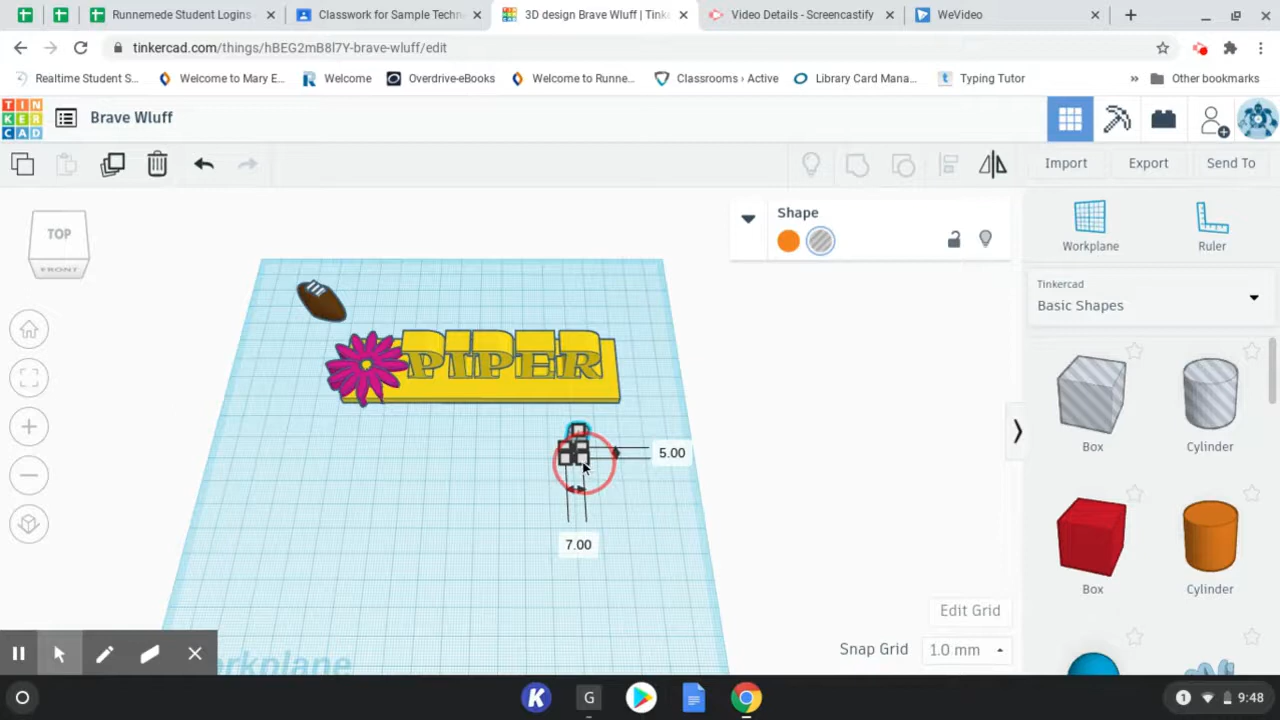 Runnemede Student Logins
Classwork for Sample Techn
3D design Brave Wluff | Tink
Video Details - Screencastify
WeVideo
tinkercad.com/things/hBEG2mB8l7Y-brave-wluff/edit
Realtime Student S...
Welcome to Mary E...
Welcome
Overdrive-eBooks
Welcome to Runne...
Classrooms › Active
Library Card Mana...
Typing Tutor
»
Other bookmarks
TIN
KER
CAD
Brave Wluff
Import
Export
Send To
TOP
FRONT
Shape
Workplane
Ruler
Tinkercad
Basic Shapes
PIPER
Box
Cylinder
5.00
7.00
Box
Cylinder
Edit Grid
Snap Grid
1.0 mm
rkplane
K
G
1
9:48